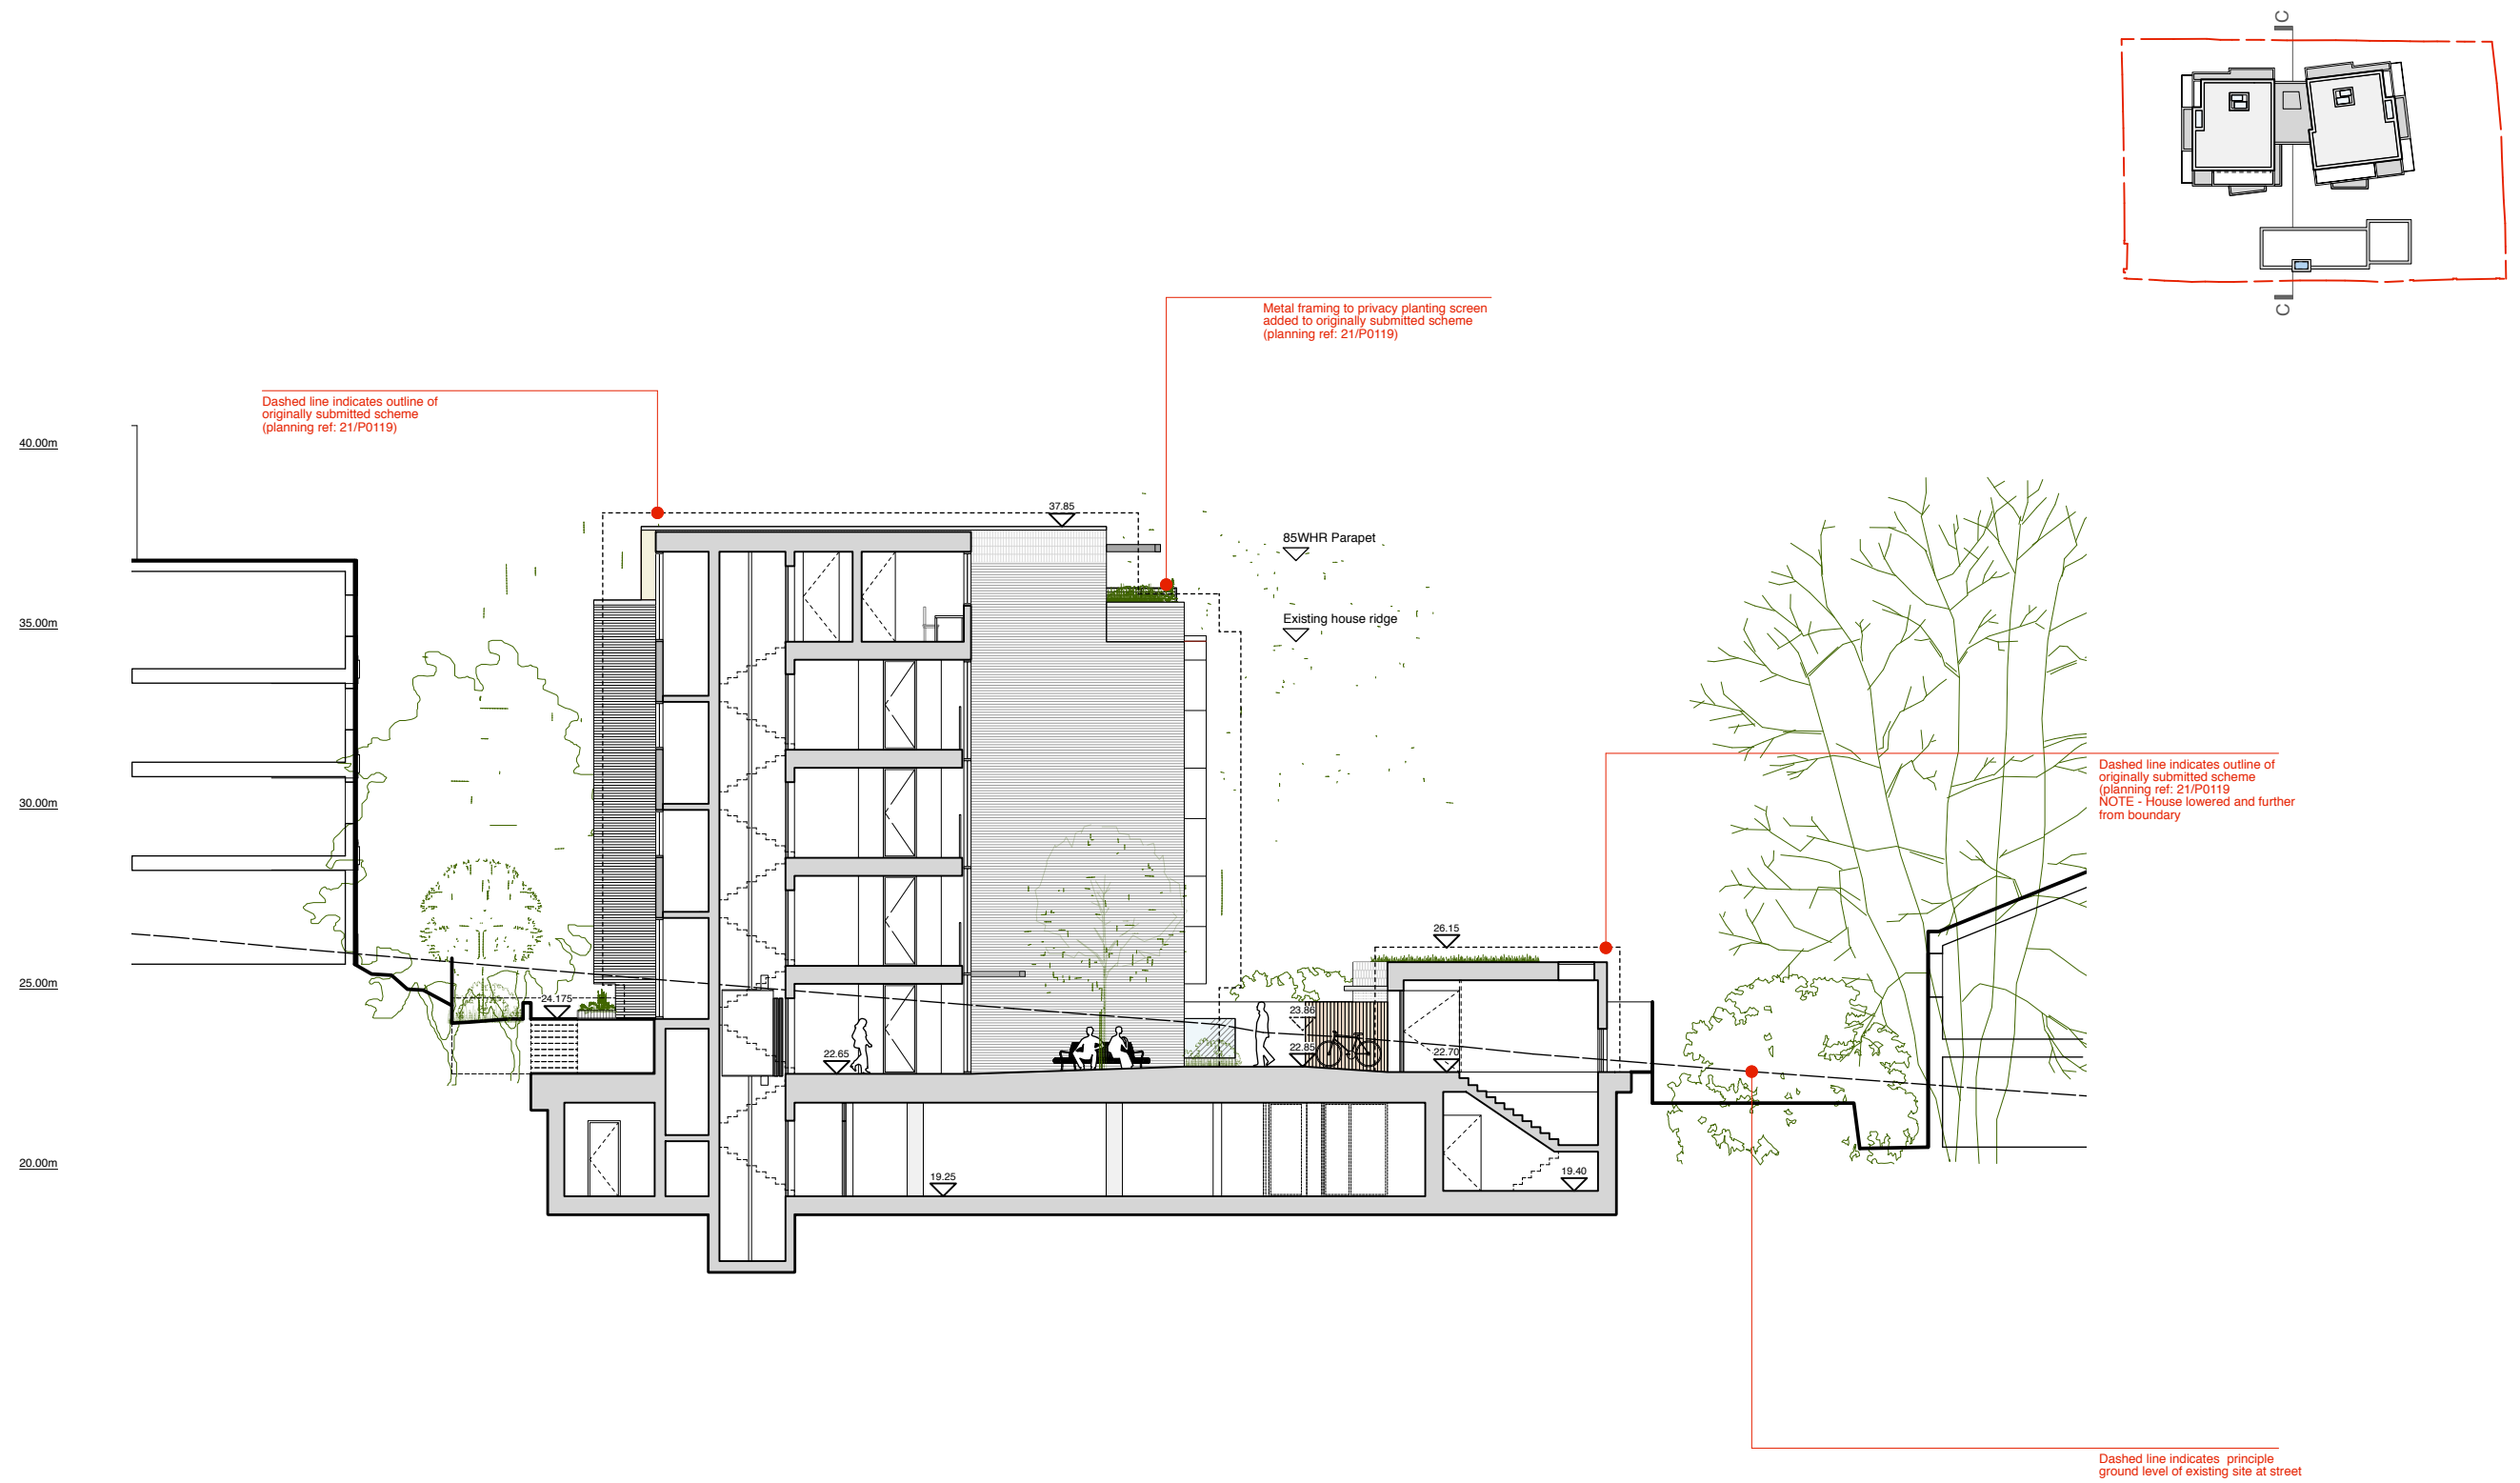 C
C
Metal framing to privacy planting screen
added to originally submitted scheme
(planning ref: 21/P0119)
Dashed line indicates outline of
originally submitted scheme
(planning ref: 21/P0119)
40.00m
37.85
85WHR Parapet
35.00m
Existing house ridge
Dashed line indicates outline of
originally submitted scheme
(planning ref: 21/P0119
NOTE - House lowered and further
from boundary
30.00m
26.15
25.00m
24.175
23.86
22.65
22.85
22.70
20.00m
19.25
19.40
Dashed line indicates principle
ground level of existing site at street